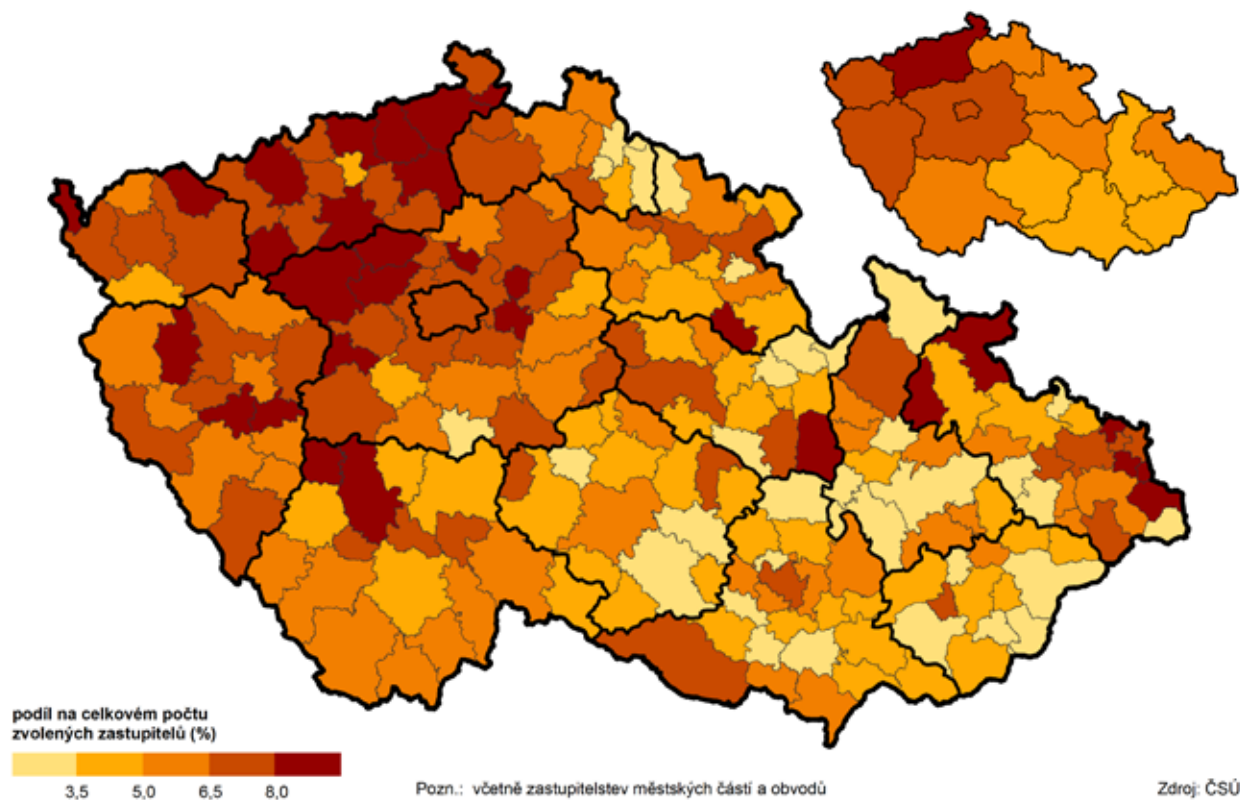 podíl na celkovém počtu
zvolených zastupitelů (%)
3,5 5,0 6,5 8,0
Pozn.: včetně zastupitelstev městských částí a obvodů
Zdroj: ČSÚ